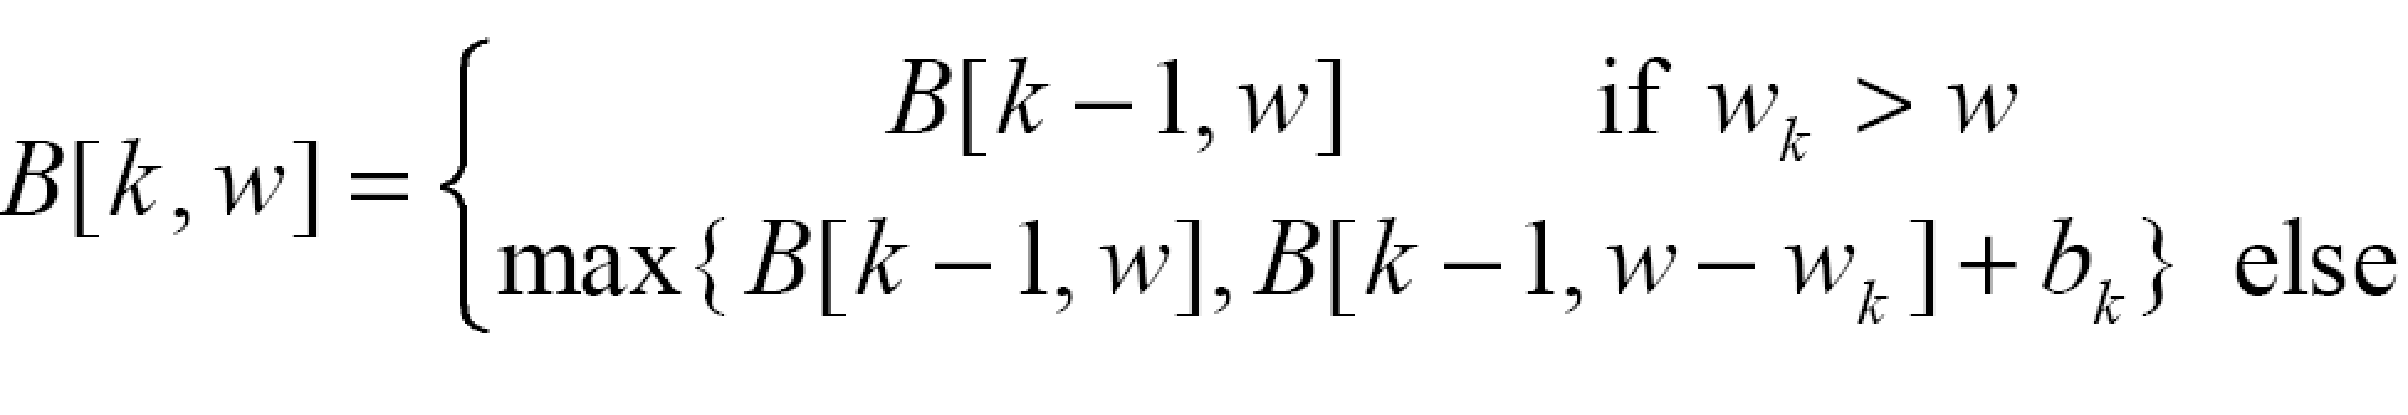 B[k, w] = { B[k − 1, w] if w_k > w
max{ B[k − 1, w], B[k − 1, w − w_k ] + b_k } else